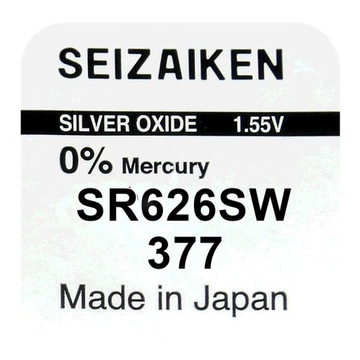 SEIZAIKEN
SILVER OXIDE 1.55V
0% Mercury
SR626SW
377
Made in Japan